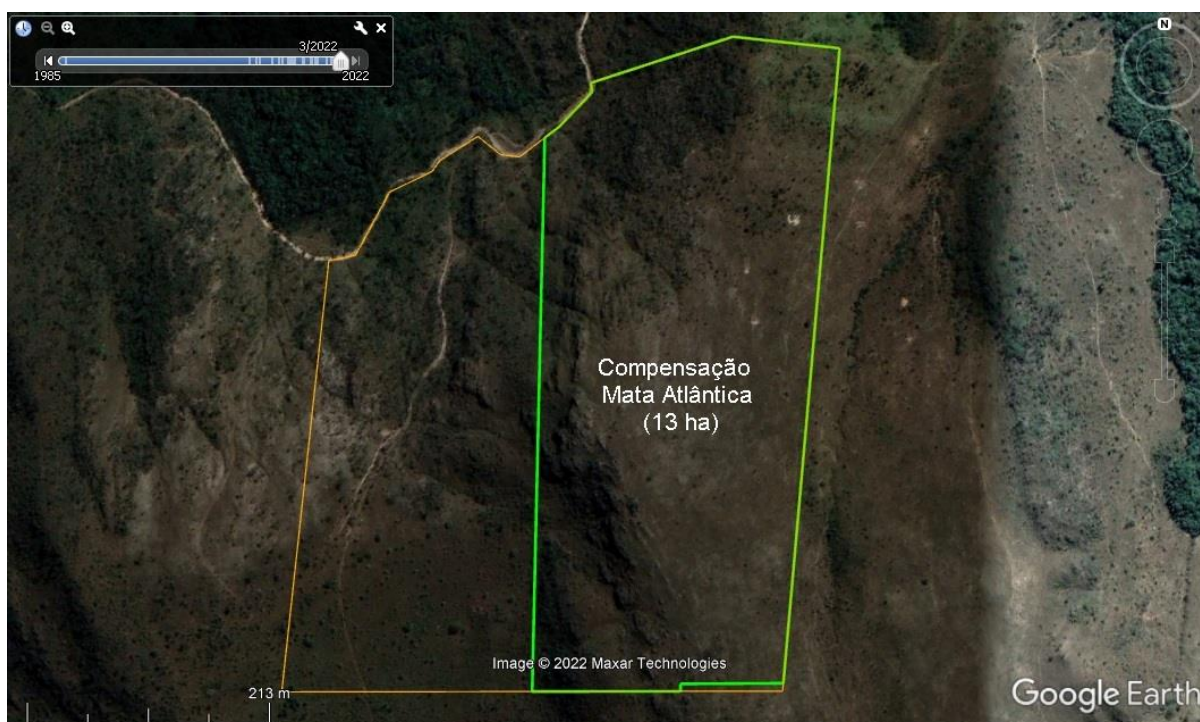 3/2022
1985
2022
N
Compensação
Mata Atlântica
(13 ha)
Image © 2022 Maxar Technologies
213 m
Google Earth